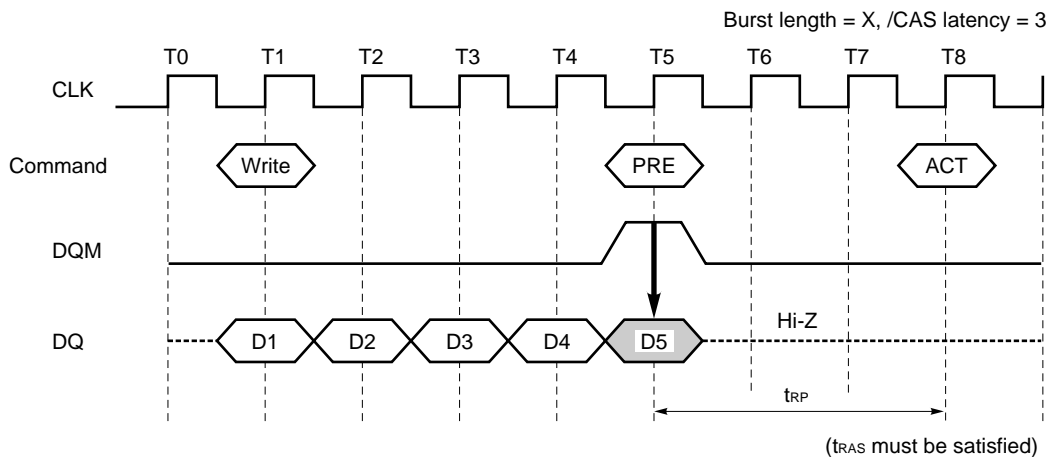 Burst length = X, /CAS latency = 3
T0 T1 T2 T3 T4 T5 T6 T7 T8
CLK
Command Write PRE ACT
DQM
Hi-Z
DQ D1 D2 D3 D4 D5
tRP
(tRAS must be satisfied)